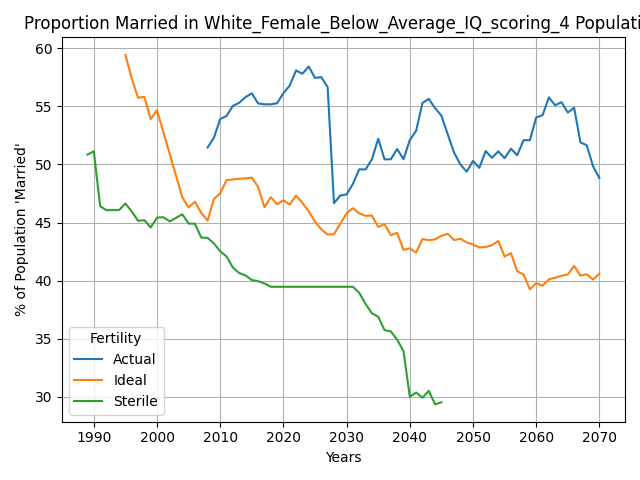 Proportion Married in White_Female_Below_Average_IQ_scoring_4 Populati
60
55
50
45
40
35
30
% of Population 'Married'
Fertility
Actual
Ideal
Sterile
1990 2000 2010 2020 2030 2040 2050 2060 2070
Years